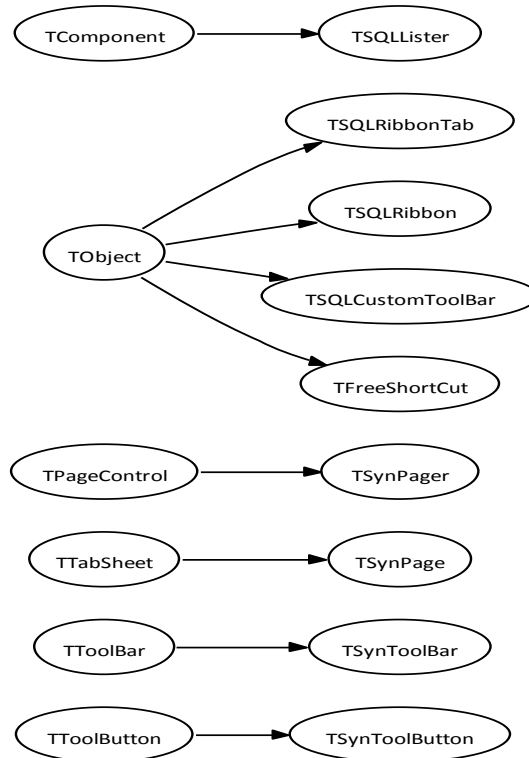 TComponent
TSQLLister
TSQLRibbonTab
TSQLRibbon
TObject
TSQLCustomToolBar
TFreeShortCut
TPageControl
TSynPager
TTabSheet
TSynPage
TToolBar
TSynToolBar
TToolButton
TSynToolButton